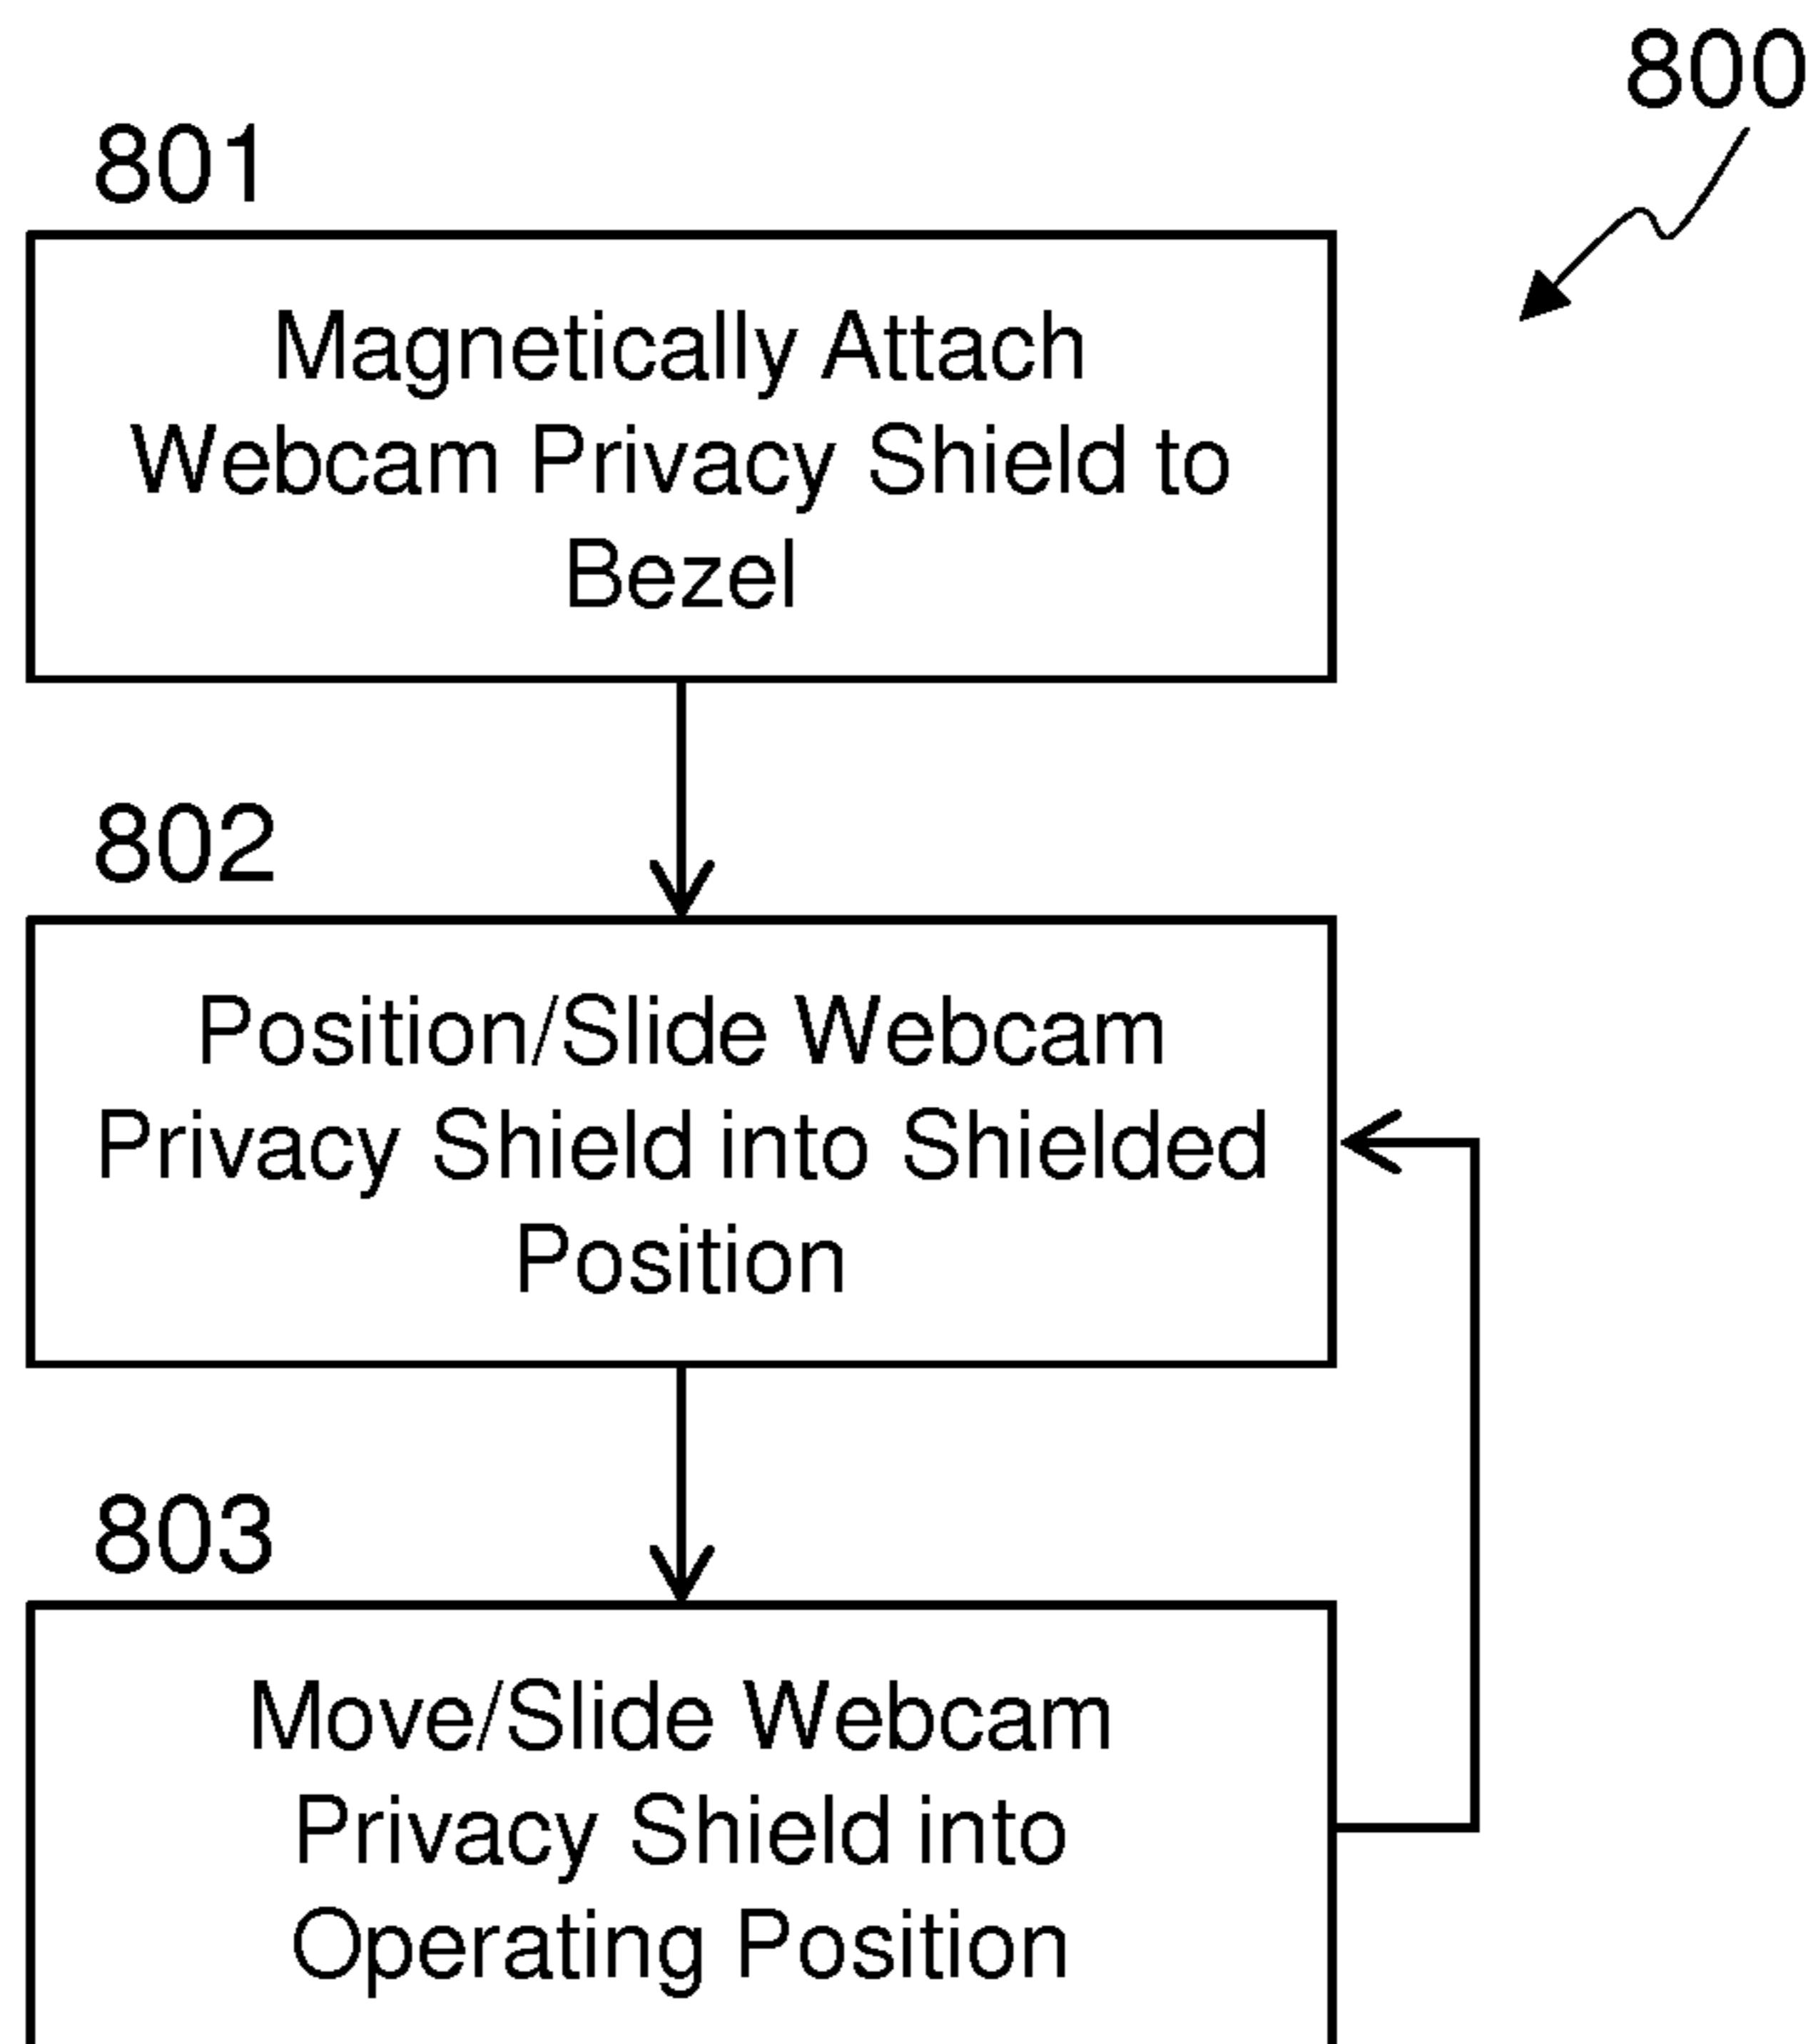 800
801
Magnetically Attach
Webcam Privacy Shield to
Bezel
802
Position/Slide Webcam
Privacy Shield into Shielded
Position
803
Move/Slide Webcam
Privacy Shield into
Operating Position